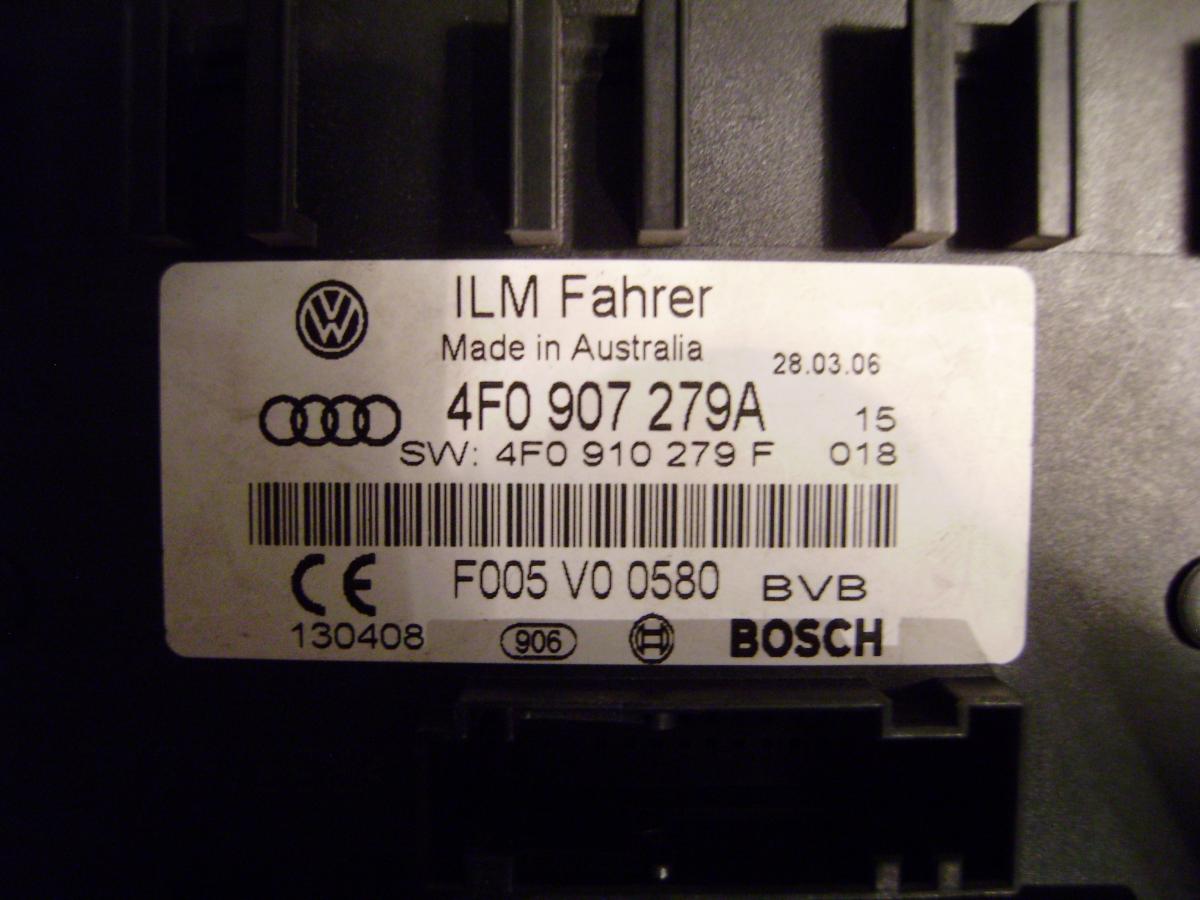 ILM Fahrer
Made in Australia
28.03.06
4F0 907 279A 15
SW: 4F0 910 279 F 018
CE F005 V0 0580 BVB
130408 906 BOSCH